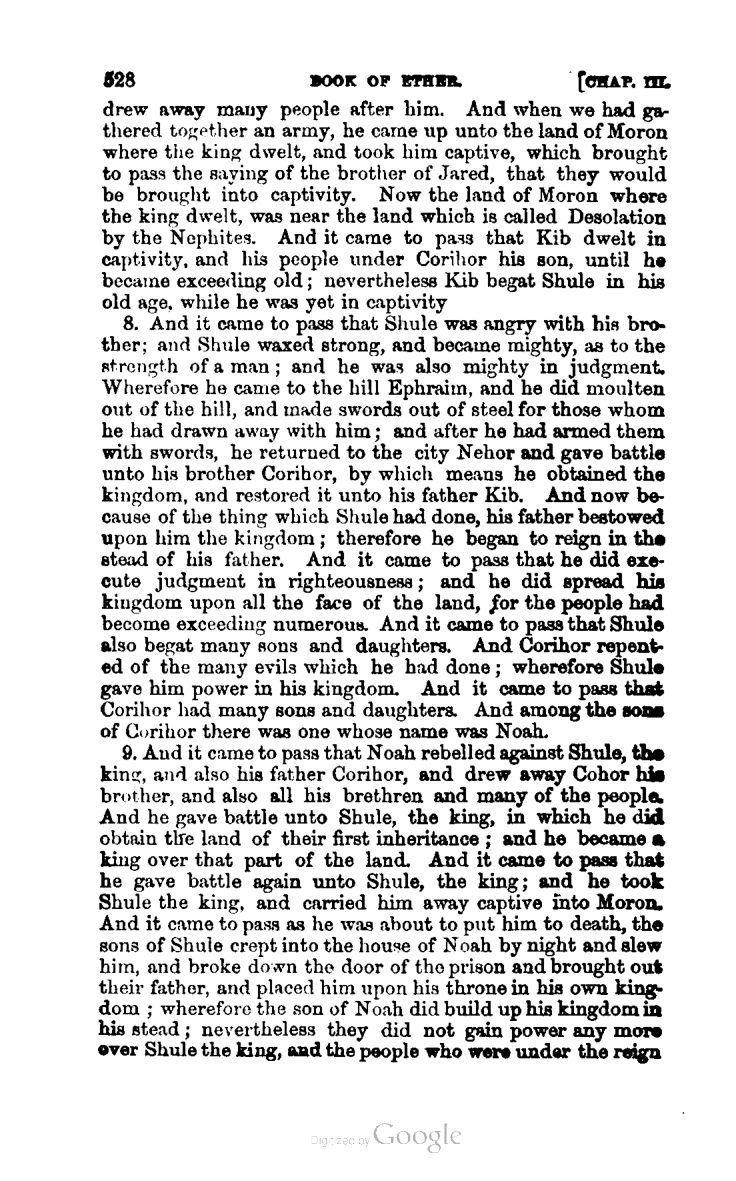 528 BOOK OF ETHER. [CHAP. III.
drew away many people after him. And when we had ga-
thered together an army, he came up unto the land of Moron
where the king dwelt, and took him captive, which brought
to pass the saying of the brother of Jared, that they would
be brought into captivity. Now the land of Moron where
the king dwelt, was near the land which is called Desolation
by the Nephites. And it came to pass that Kib dwelt in
captivity, and his people under Corihor his son, until he
became exceeding old; nevertheless Kib begat Shule in his
old age, while he was yet in captivity
8. And it came to pass that Shule was angry with his bro-
ther; and Shule waxed strong, and became mighty, as to the
strength of a man; and he was also mighty in judgment.
Wherefore he came to the hill Ephraim, and he did moulten
out of the hill, and made swords out of steel for those whom
he had drawn away with him; and after he had armed them
with swords, he returned to the city Nehor and gave battle
unto his brother Corihor, by which means he obtained the
kingdom, and restored it unto his father Kib. And now be-
cause of the thing which Shule had done, his father bestowed
upon him the kingdom; therefore he began to reign in the
stead of his father. And it came to pass that he did exe-
cute judgment in righteousness; and he did spread his
kingdom upon all the face of the land, for the people had
become exceeding numerous. And it came to pass that Shule
also begat many sons and daughters. And Corihor repent-
ed of the many evils which he had done; wherefore Shule
gave him power in his kingdom. And it came to pass that
Corihor had many sons and daughters. And among the sons
of Corihor there was one whose name was Noah.
9. And it came to pass that Noah rebelled against Shule, the
king, and also his father Corihor, and drew away Cohor his
brother, and also all his brethren and many of the people.
And he gave battle unto Shule, the king, in which he did
obtain the land of their first inheritance; and he became a
king over that part of the land. And it came to pass that
he gave battle again unto Shule, the king; and he took
Shule the king, and carried him away captive into Moron.
And it came to pass as he was about to put him to death, the
sons of Shule crept into the house of Noah by night and slew
him, and broke down the door of the prison and brought out
their father, and placed him upon his throne in his own king-
dom; wherefore the son of Noah did build up his kingdom in
his stead; nevertheless they did not gain power any more
over Shule the king, and the people who were under the reign
Digitized by Google